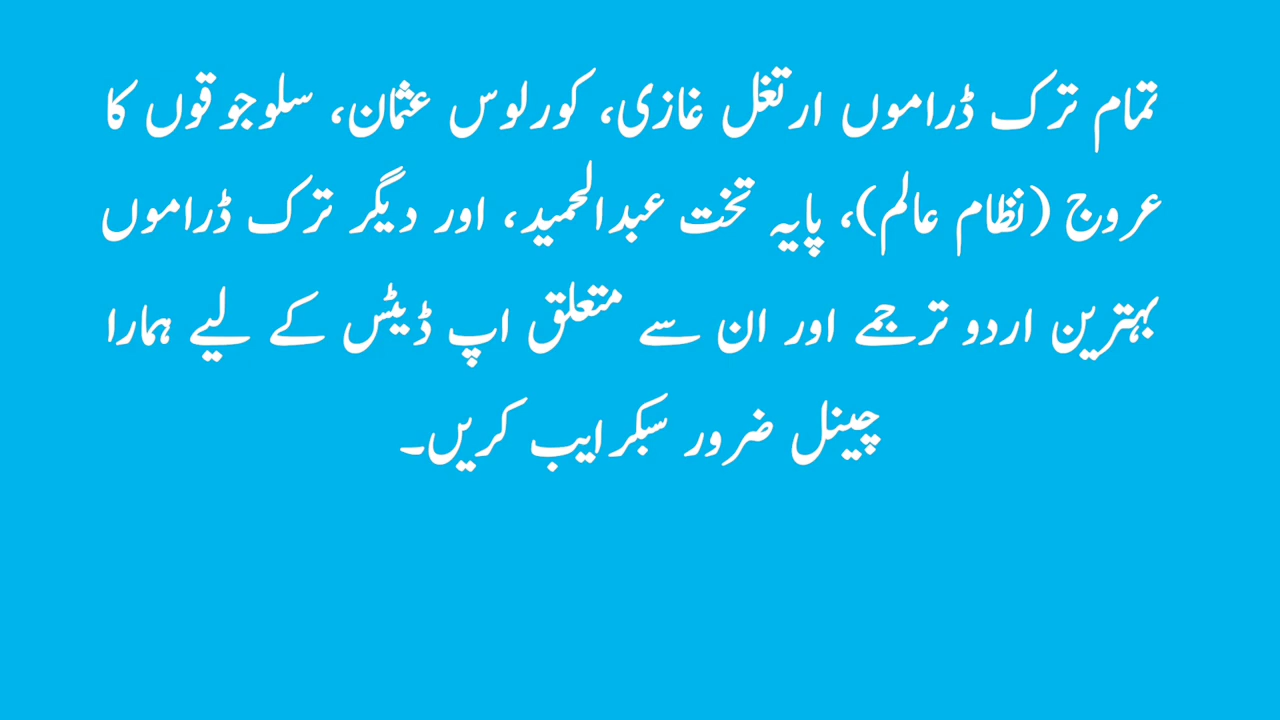 تمام ترک ڈراموں ارتغل غازی، کورلوس عثمان، سلوجوقوں کا
عروج (نظام عالم)، پایہ تخت عبدالحمید، اور دیگر ترک ڈراموں
بہترین اردو ترجمے اور ان سے متعلق اپ ڈیٹس کے لیے ہمارا
چینل ضرور سبکرایب کریں۔